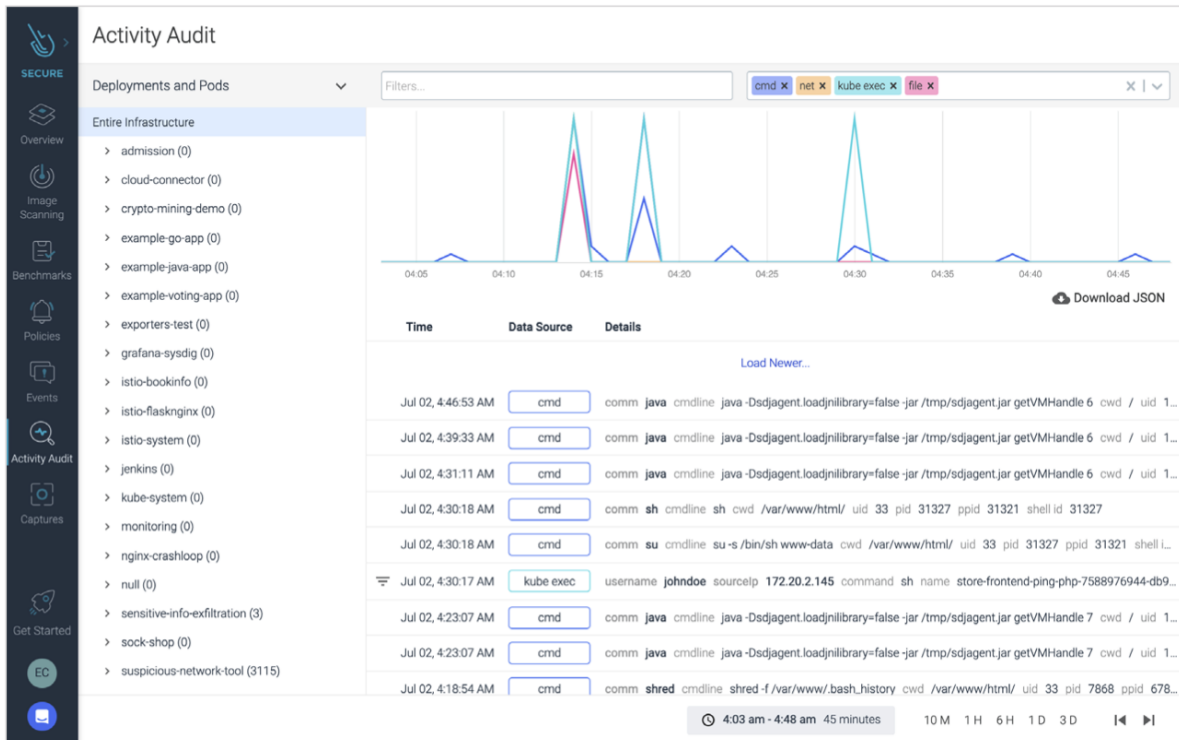 Activity Audit
SECURE
Overview
Image
Scanning
Benchmarks
Policies
Events
Activity Audit
Captures
Get Started
EC
Deployments and Pods
Entire Infrastructure
admission (0)
cloud-connector (0)
crypto-mining-demo (0)
example-go-app (0)
example-java-app (0)
example-voting-app (0)
exporters-test (0)
grafana-sysdig (0)
istio-bookinfo (0)
istio-flasknginx (0)
istio-system (0)
jenkins (0)
kube-system (0)
monitoring (0)
nginx-crashloop (0)
null (0)
sensitive-info-exfiltration (3)
sock-shop (0)
suspicious-network-tool (3115)
Filters...
cmd × net × kube exec × file ×
04:05 04:10 04:15 04:20 04:25 04:30 04:35 04:40 04:45
Download JSON
Time Data Source Details
Load Newer...
Jul 02, 4:46:53 AM cmd comm java cmdline java -Dsdjagent.loadjnilibrary=false -jar /tmp/sdjagent.jar getVMHandle 6 cwd / uid 1...
Jul 02, 4:39:33 AM cmd comm java cmdline java -Dsdjagent.loadjnilibrary=false -jar /tmp/sdjagent.jar getVMHandle 6 cwd / uid 1...
Jul 02, 4:31:11 AM cmd comm java cmdline java -Dsdjagent.loadjnilibrary=false -jar /tmp/sdjagent.jar getVMHandle 6 cwd / uid 1...
Jul 02, 4:30:18 AM cmd comm sh cmdline sh cwd /var/www/html/ uid 33 pid 31327 ppid 31321 shell id 31327
Jul 02, 4:30:18 AM cmd comm su cmdline su -s /bin/sh www-data cwd /var/www/html/ uid 33 pid 31327 ppid 31321 shell i...
Jul 02, 4:30:17 AM kube exec username johndoe sourceIp 172.20.2.145 command sh name store-frontend-ping-php-7588976944-db9...
Jul 02, 4:23:07 AM cmd comm java cmdline java -Dsdjagent.loadjnilibrary=false -jar /tmp/sdjagent.jar getVMHandle 7 cwd / uid 1...
Jul 02, 4:23:07 AM cmd comm java cmdline java -Dsdjagent.loadjnilibrary=false -jar /tmp/sdjagent.jar getVMHandle 7 cwd / uid 1...
Jul 02, 4:18:54 AM cmd comm shred cmdline shred -f /var/www/.bash_history cwd /var/www/html/ uid 33 pid 7868 ppid 678...
4:03 am - 4:48 am 45 minutes 10 M 1 H 6 H 1 D 3 D